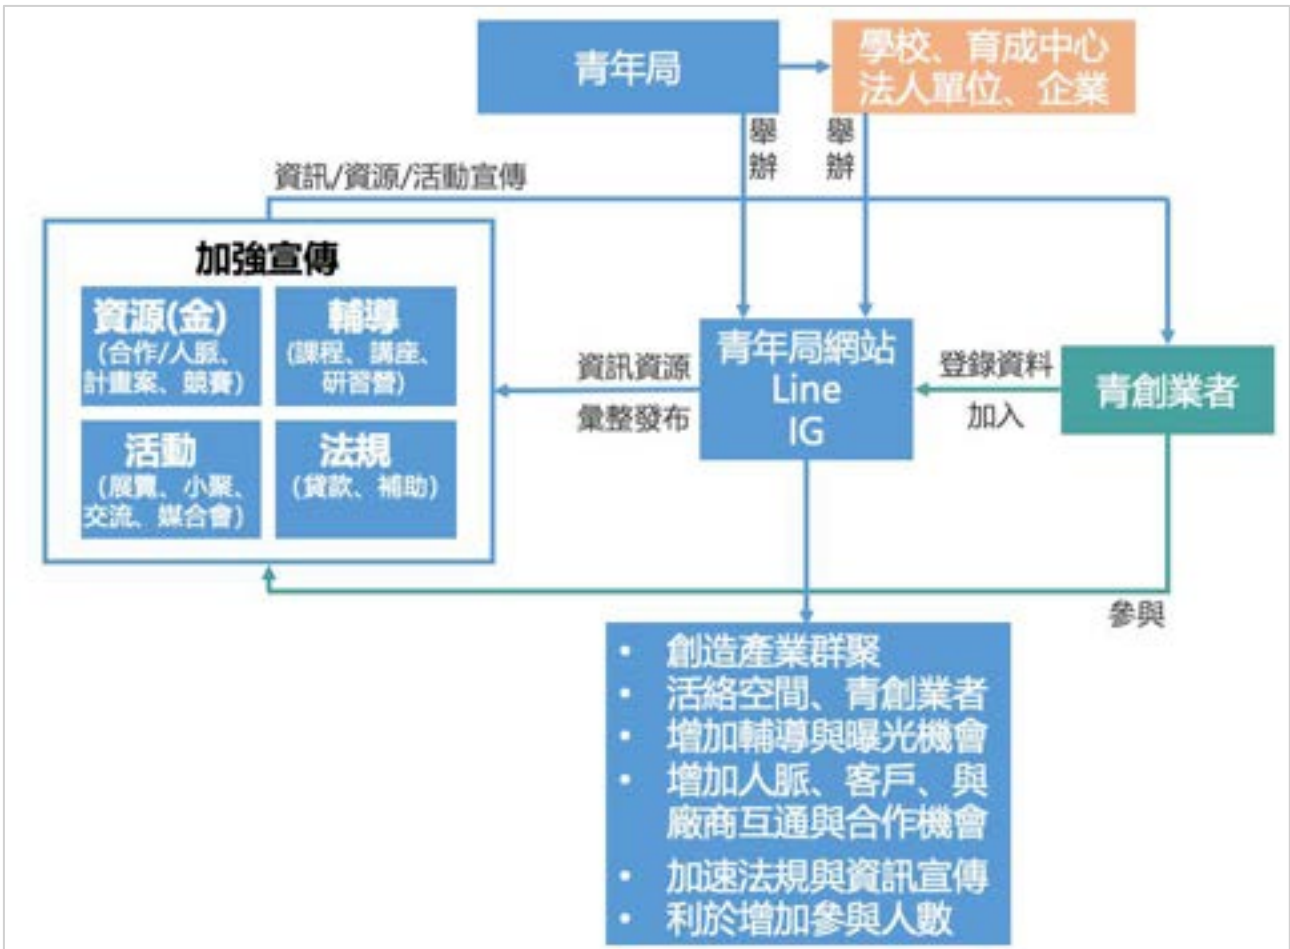 青年局
學校、育成中心
法人單位、企業
舉
辦
舉
辦
資訊/資源/活動宣傳
加強宣傳
資源(金)
(合作/人脈、
計畫案、競賽)
輔導
(課程、講座、
研習營)
活動
(展覽、小聚、
交流、媒合會)
法規
(貸款、補助)
資訊資源
彙整發布
青年局網站
Line
IG
登錄資料
加入
青創業者
參與
• 創造產業群聚
• 活絡空間、青創業者
• 增加輔導與曝光機會
• 增加人脈、客戶、與
廠商互通與合作機會
• 加速法規與資訊宣傳
• 利於增加參與人數